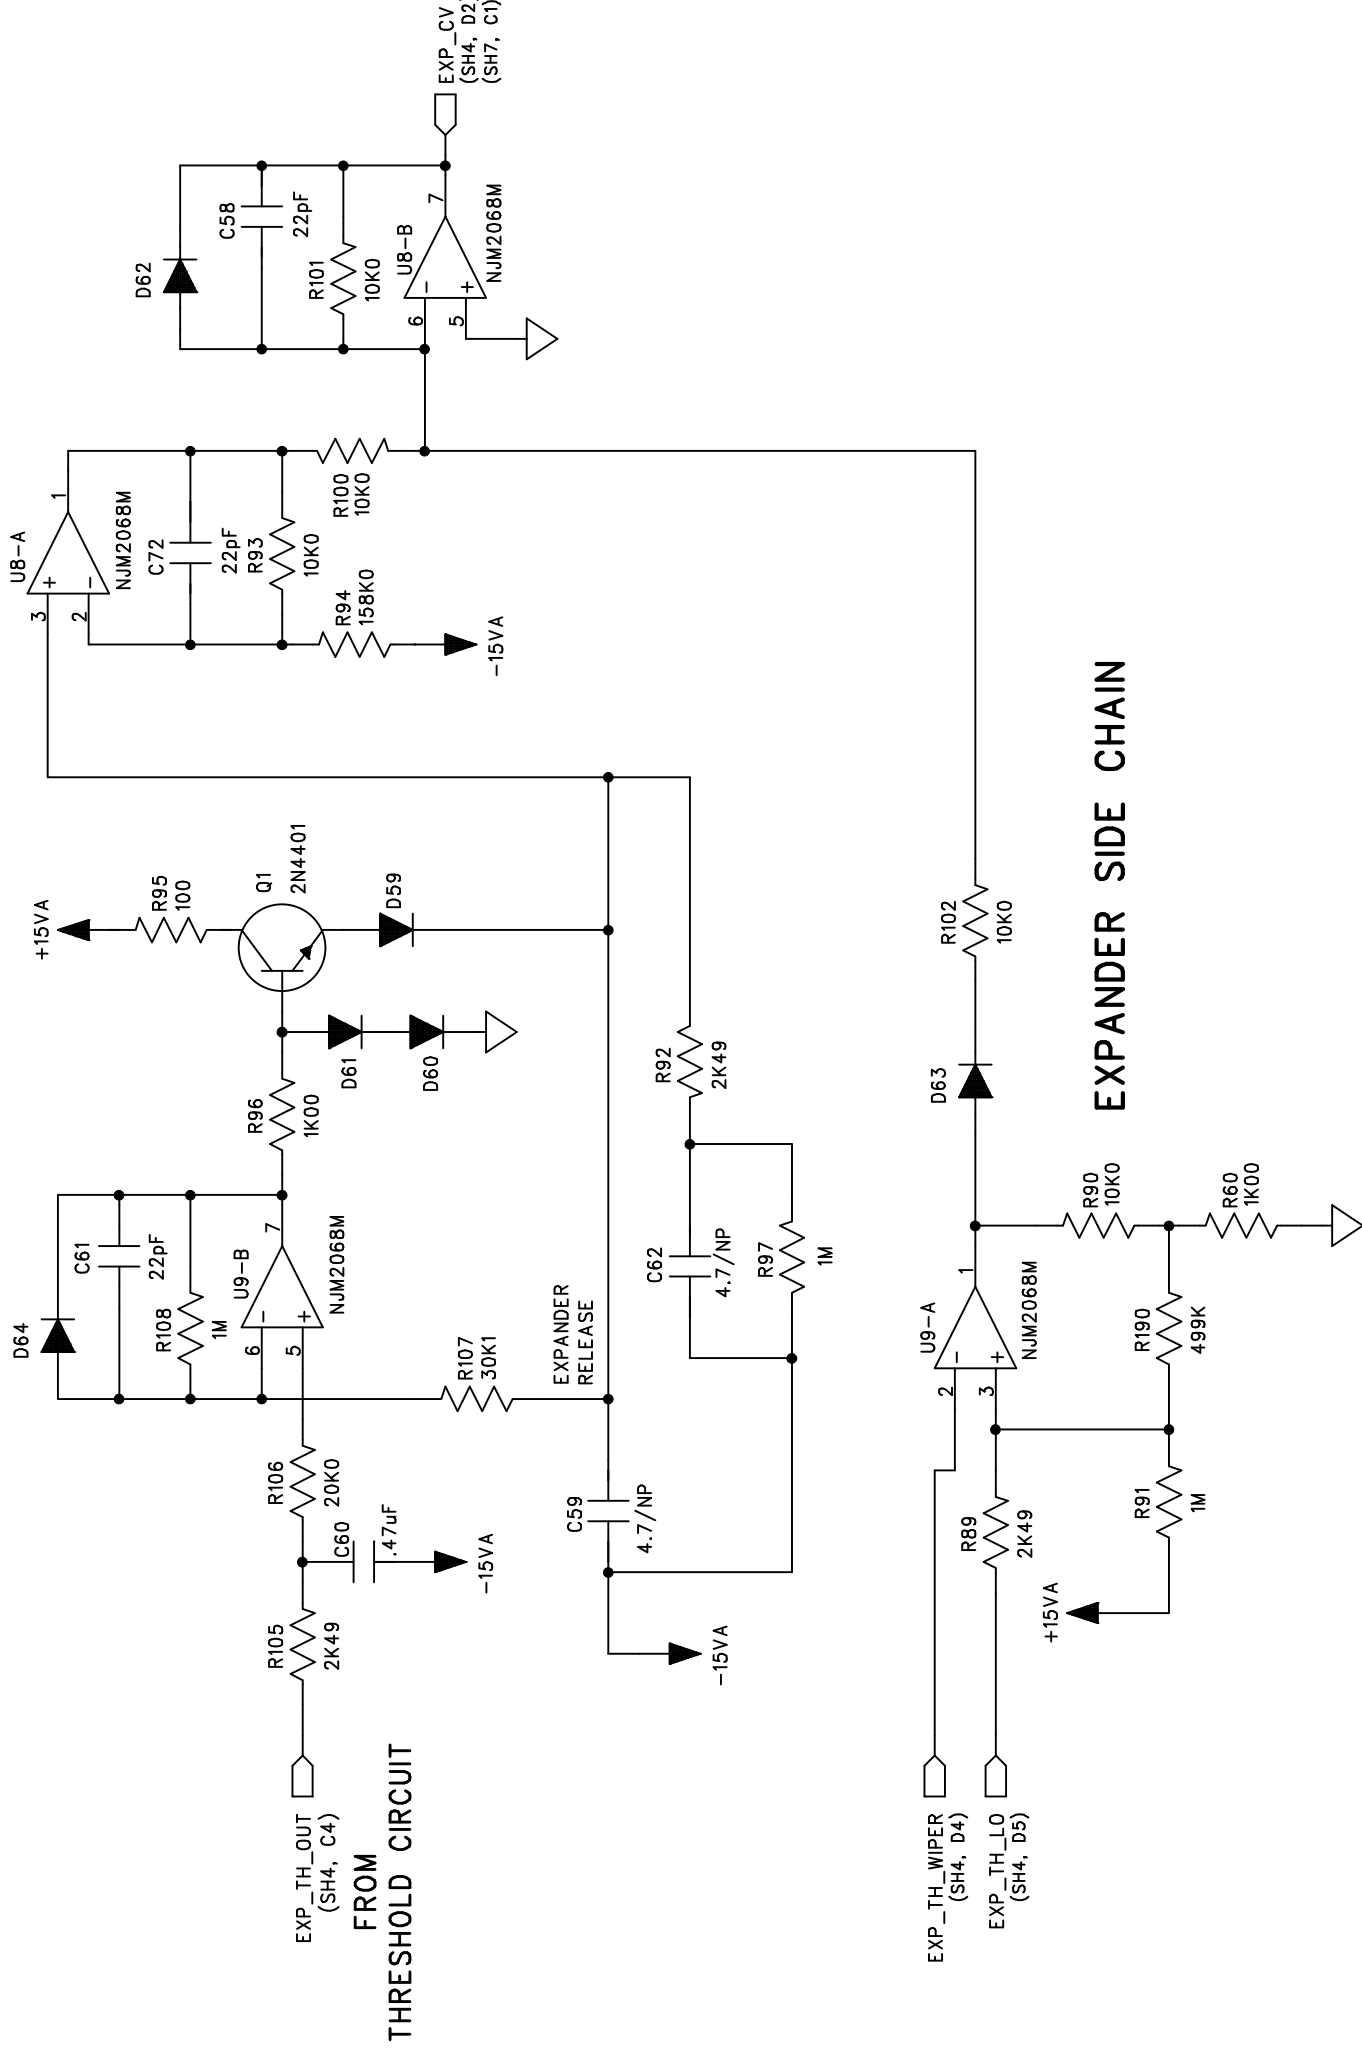 EXP_TH_OUT
(SH4, C4)
FROM
THRESHOLD CIRCUIT
R105
2K49
C60
.47uF
-15VA
R106
20K0
D64
C61
22pF
R108
1M
U9-B
6
5
7
NJM2068M
R107
30K1
EXPANDER
RELEASE
C59
4.7/NP
-15VA
C62
4.7/NP
R97
1M
R92
2K49
R96
1K00
D61
D60
+15VA
R95
100
Q1
2N4401
D59
U8-A
3
2
1
NJM2068M
C72
22pF
R93
10K0
R94
158K0
-15VA
R100
10K0
D62
C58
22pF
R101
10K0
U8-B
6
5
7
NJM2068M
EXP_CV
(SH4, D2
(SH7, C1)
EXP_TH_WIPER
(SH4, D4)
EXP_TH_LO
(SH4, D5)
R89
2K49
+15VA
R91
1M
R190
499K
U9-A
2
3
1
NJM2068M
R90
10K0
R60
1K00
D63
R102
10K0
EXPANDER SIDE CHAIN